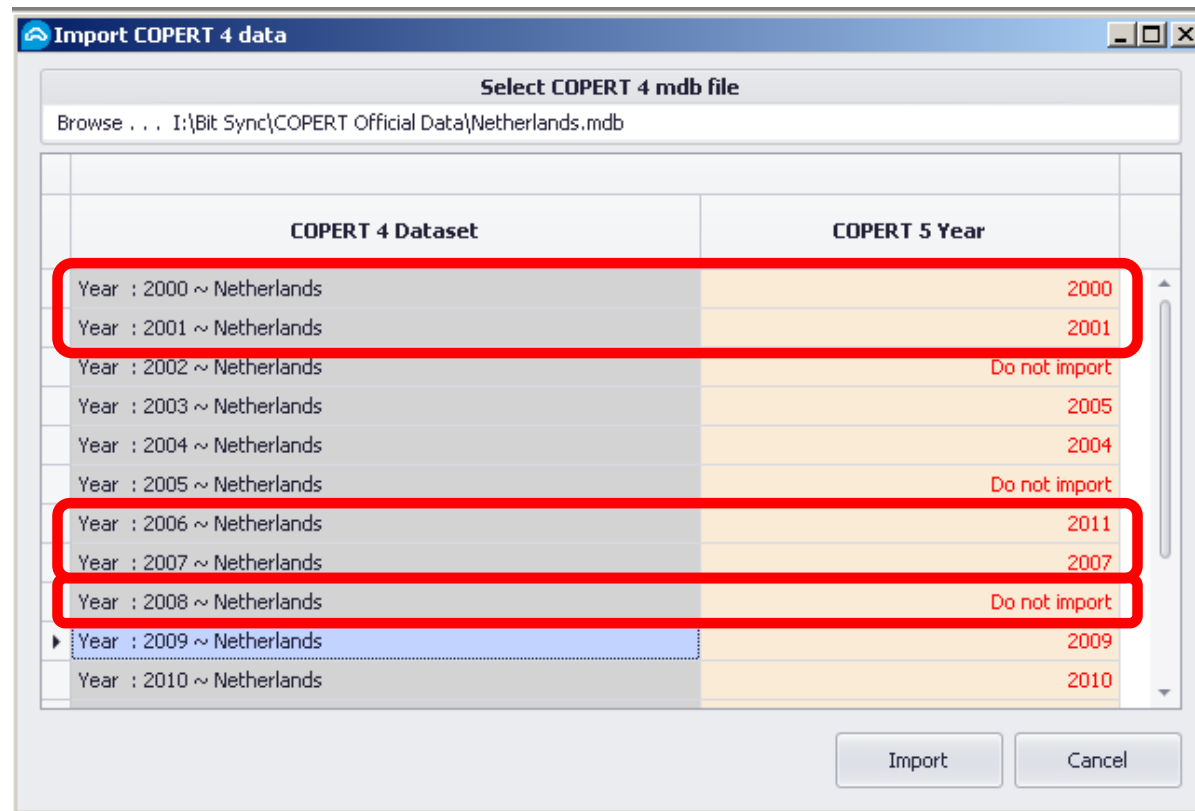 Import COPERT 4 data
Select COPERT 4 mdb file
Browse . . . I:\Bit Sync\COPERT Official Data\Netherlands.mdb
COPERT 4 Dataset COPERT 5 Year
Year : 2000 ~ Netherlands 2000
Year : 2001 ~ Netherlands 2001
Year : 2002 ~ Netherlands Do not import
Year : 2003 ~ Netherlands 2005
Year : 2004 ~ Netherlands 2004
Year : 2005 ~ Netherlands Do not import
Year : 2006 ~ Netherlands 2011
Year : 2007 ~ Netherlands 2007
Year : 2008 ~ Netherlands Do not import
Year : 2009 ~ Netherlands 2009
Year : 2010 ~ Netherlands 2010
Import Cancel